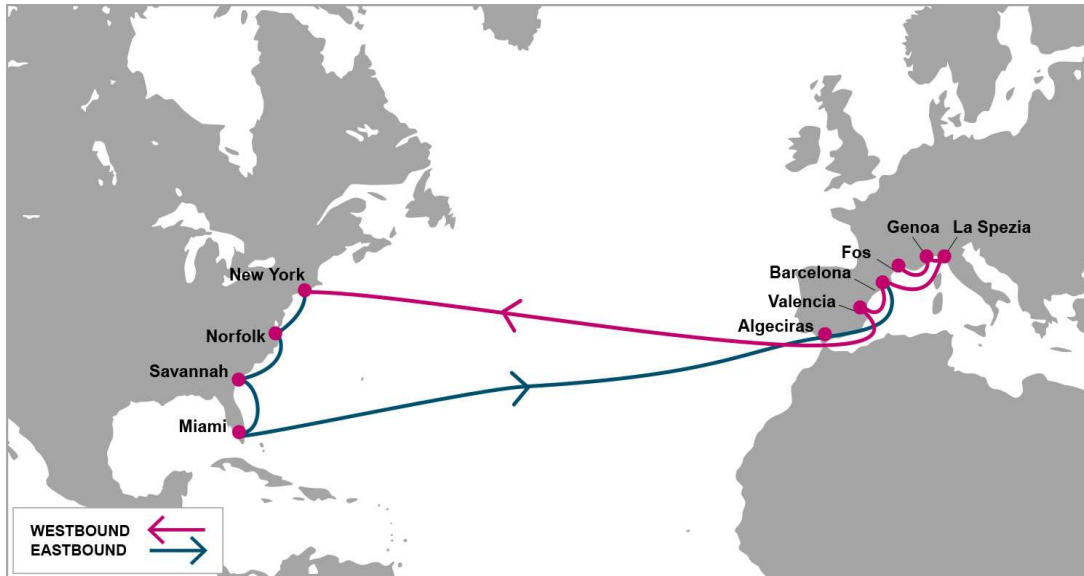 Genoa
La Spezia
Fos
Barcelona
New York
Valencia
Algeciras
Norfolk
Savannah
Miami
WESTBOUND
EASTBOUND